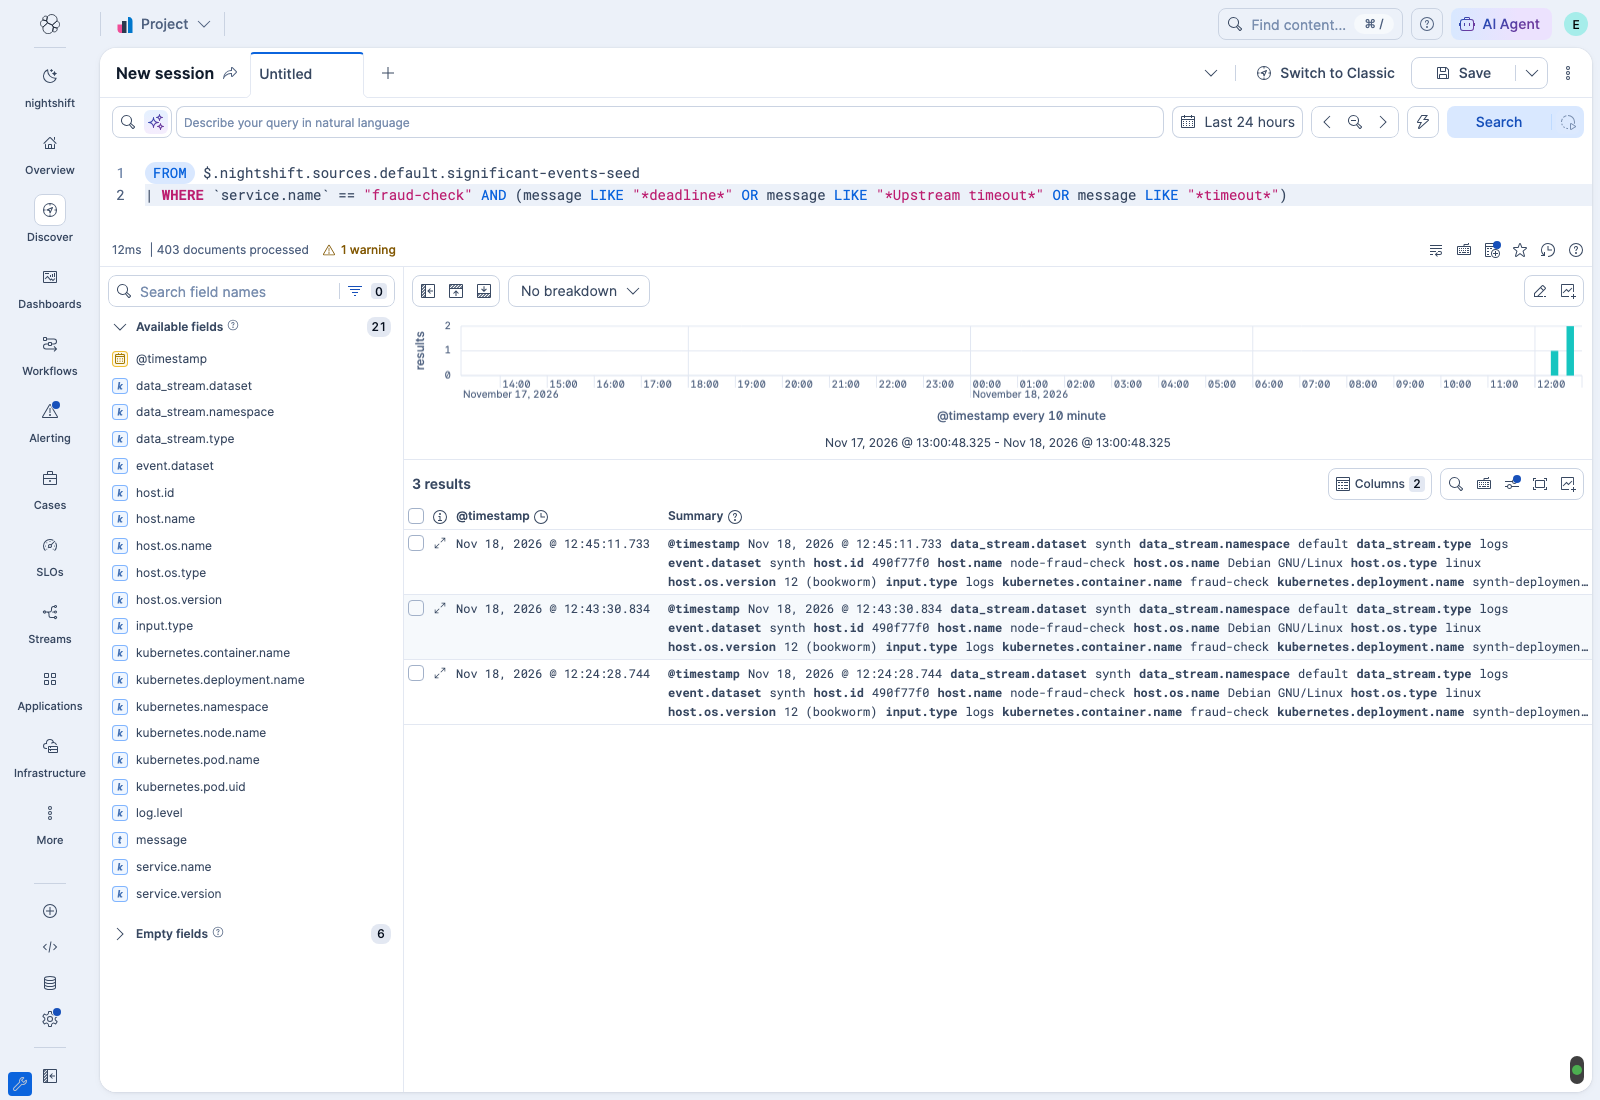 Project
Find content...
⌘ /
AI Agent
E
New session
Untitled
Switch to Classic
Save
Describe your query in natural language
Last 24 hours
Search
1 FROM $.nightshift.sources.default.significant-events-seed
2 | WHERE `service.name` == "fraud-check" AND (message LIKE "*deadline*" OR message LIKE "*Upstream timeout*" OR message LIKE "*timeout*")
12ms | 403 documents processed
1 warning
nightshift
Overview
Discover
Dashboards
Workflows
Alerting
Cases
SLOs
Streams
Applications
Infrastructure
More
Search field names
0
Available fields
21
@timestamp
data_stream.dataset
data_stream.namespace
data_stream.type
event.dataset
host.id
host.name
host.os.name
host.os.type
host.os.version
input.type
kubernetes.container.name
kubernetes.deployment.name
kubernetes.namespace
kubernetes.node.name
kubernetes.pod.name
kubernetes.pod.uid
log.level
message
service.name
service.version
Empty fields
6
No breakdown
results
2
1
0
14:00 15:00 16:00 17:00 18:00 19:00 20:00 21:00 22:00 23:00 00:00 01:00 02:00 03:00 04:00 05:00 06:00 07:00 08:00 09:00 10:00 11:00 12:00
November 17, 2026 November 18, 2026
@timestamp every 10 minute
Nov 17, 2026 @ 13:00:48.325 - Nov 18, 2026 @ 13:00:48.325
3 results
Columns 2
@timestamp Summary
Nov 18, 2026 @ 12:45:11.733 @timestamp Nov 18, 2026 @ 12:45:11.733 data_stream.dataset synth data_stream.namespace default data_stream.type logs
event.dataset synth host.id 490f77f0 host.name node-fraud-check host.os.name Debian GNU/Linux host.os.type linux
host.os.version 12 (bookworm) input.type logs kubernetes.container.name fraud-check kubernetes.deployment.name synth-deploymen…
Nov 18, 2026 @ 12:43:30.834 @timestamp Nov 18, 2026 @ 12:43:30.834 data_stream.dataset synth data_stream.namespace default data_stream.type logs
event.dataset synth host.id 490f77f0 host.name node-fraud-check host.os.name Debian GNU/Linux host.os.type linux
host.os.version 12 (bookworm) input.type logs kubernetes.container.name fraud-check kubernetes.deployment.name synth-deploymen…
Nov 18, 2026 @ 12:24:28.744 @timestamp Nov 18, 2026 @ 12:24:28.744 data_stream.dataset synth data_stream.namespace default data_stream.type logs
event.dataset synth host.id 490f77f0 host.name node-fraud-check host.os.name Debian GNU/Linux host.os.type linux
host.os.version 12 (bookworm) input.type logs kubernetes.container.name fraud-check kubernetes.deployment.name synth-deploymen…